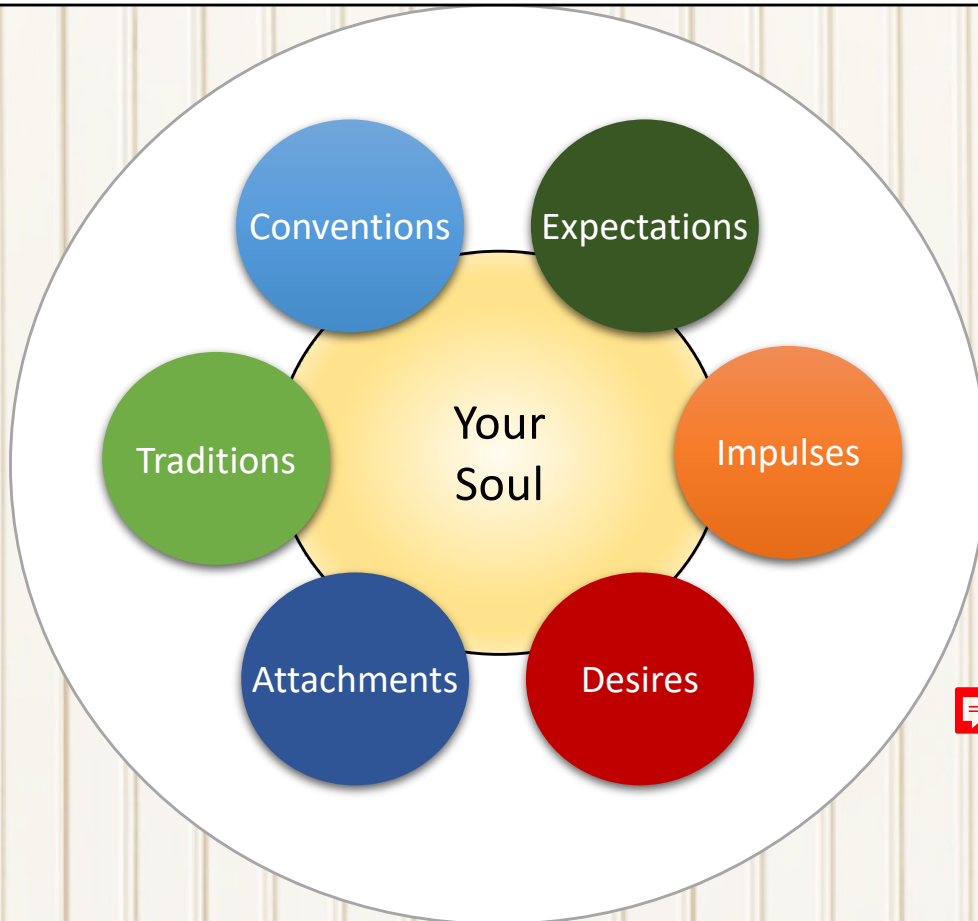 Conventions
Expectations
Traditions
Your
Soul
Impulses
Attachments
Desires